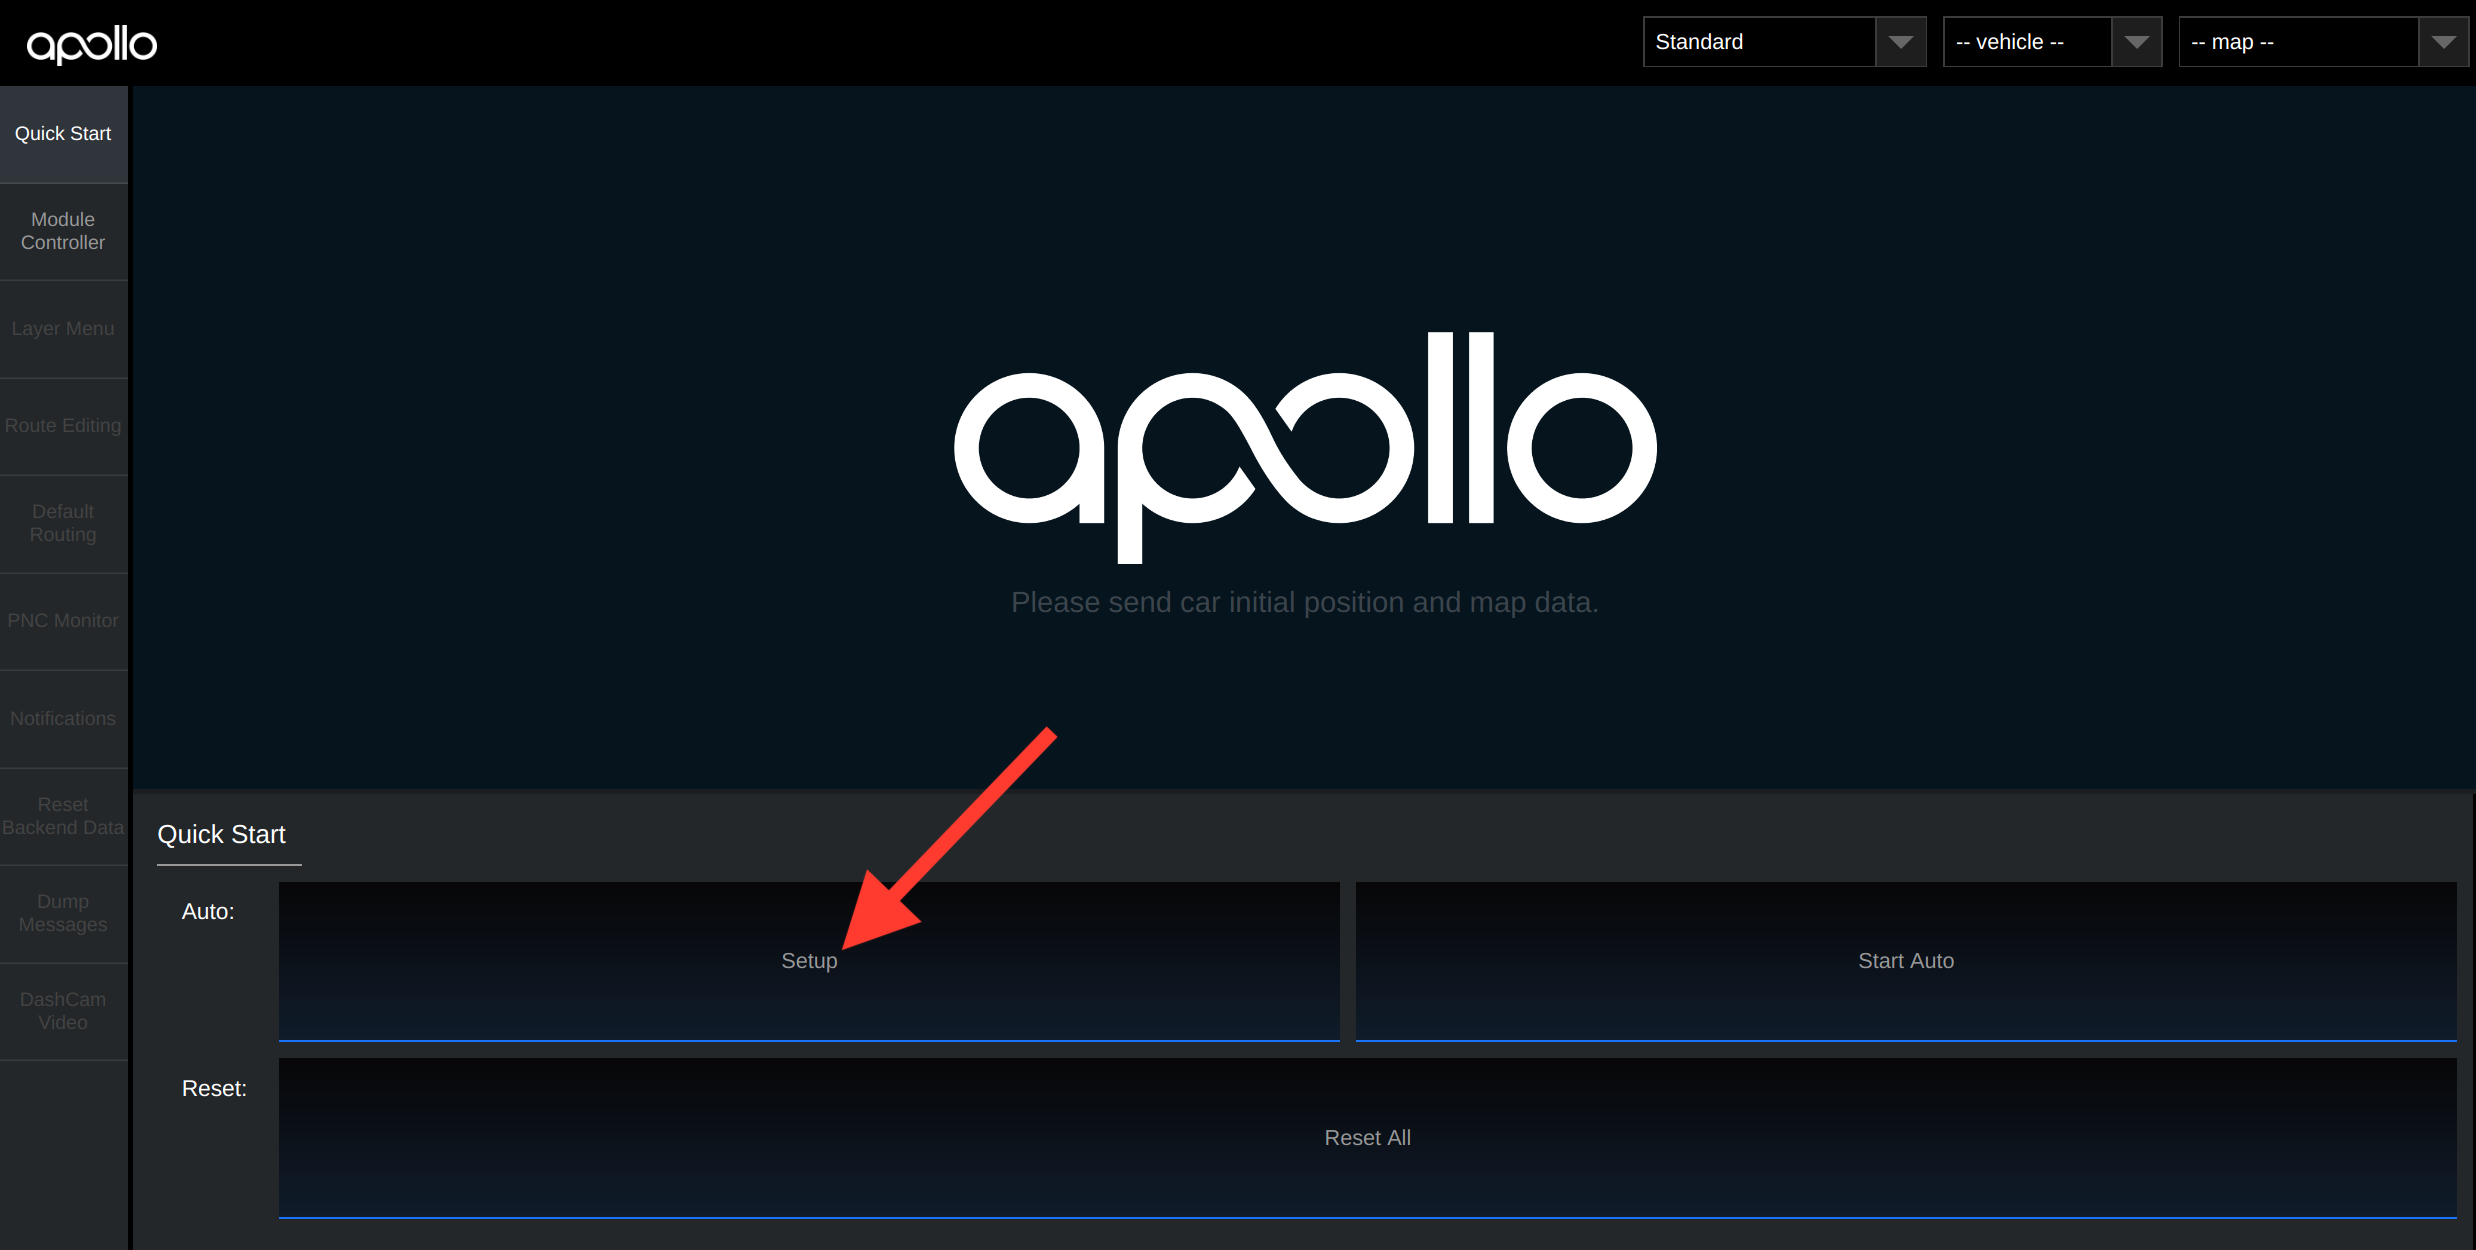 apollo
Standard
-- vehicle --
-- map --
Quick Start
Module
Controller
Layer Menu
Route Editing
Default
Routing
PNC Monitor
Notifications
Reset
Backend Data
Dump
Messages
DashCam
Video
apollo
Please send car initial position and map data.
Quick Start
Auto:
Setup
Start Auto
Reset:
Reset All